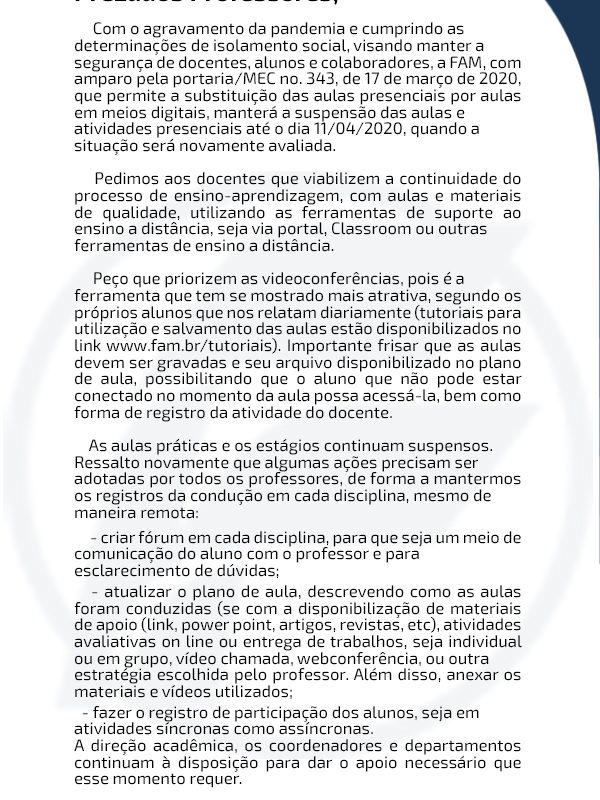 Prezados Professores,
Com o agravamento da pandemia e cumprindo as
determinações de isolamento social, visando manter a
segurança de docentes, alunos e colaboradores, a FAM, com
amparo pela portaria/MEC no. 343, de 17 de março de 2020,
que permite a substituição das aulas presenciais por aulas
em meios digitais, manterá a suspensão das aulas e
atividades presenciais até o dia 11/04/2020, quando a
situação será novamente avaliada.
Pedimos aos docentes que viabilizem a continuidade do
processo de ensino-aprendizagem, com aulas e materiais
de qualidade, utilizando as ferramentas de suporte ao
ensino a distância, seja via portal, Classroom ou outras
ferramentas de ensino a distância.
Peço que priorizem as videoconferências, pois é a
ferramenta que tem se mostrado mais atrativa, segundo os
próprios alunos que nos relatam diariamente (tutoriais para
utilização e salvamento das aulas estão disponibilizados no
link www.fam.br/tutoriais). Importante frisar que as aulas
devem ser gravadas e seu arquivo disponibilizado no plano
de aula, possibilitando que o aluno que não pode estar
conectado no momento da aula possa acessá-la, bem como
forma de registro da atividade do docente.
As aulas práticas e os estágios continuam suspensos.
Ressalto novamente que algumas ações precisam ser
adotadas por todos os professores, de forma a mantermos
os registros da condução em cada disciplina, mesmo de
maneira remota:
- criar fórum em cada disciplina, para que seja um meio de
comunicação do aluno com o professor e para
esclarecimento de dúvidas;
- atualizar o plano de aula, descrevendo como as aulas
foram conduzidas (se com a disponibilização de materiais
de apoio (link, power point, artigos, revistas, etc), atividades
avaliativas on line ou entrega de trabalhos, seja individual
ou em grupo, vídeo chamada, webconferência, ou outra
estratégia escolhida pelo professor. Além disso, anexar os
materiais e vídeos utilizados;
- fazer o registro de participação dos alunos, seja em
atividades síncronas como assíncronas.
A direção acadêmica, os coordenadores e departamentos
continuam à disposição para dar o apoio necessário que
esse momento requer.